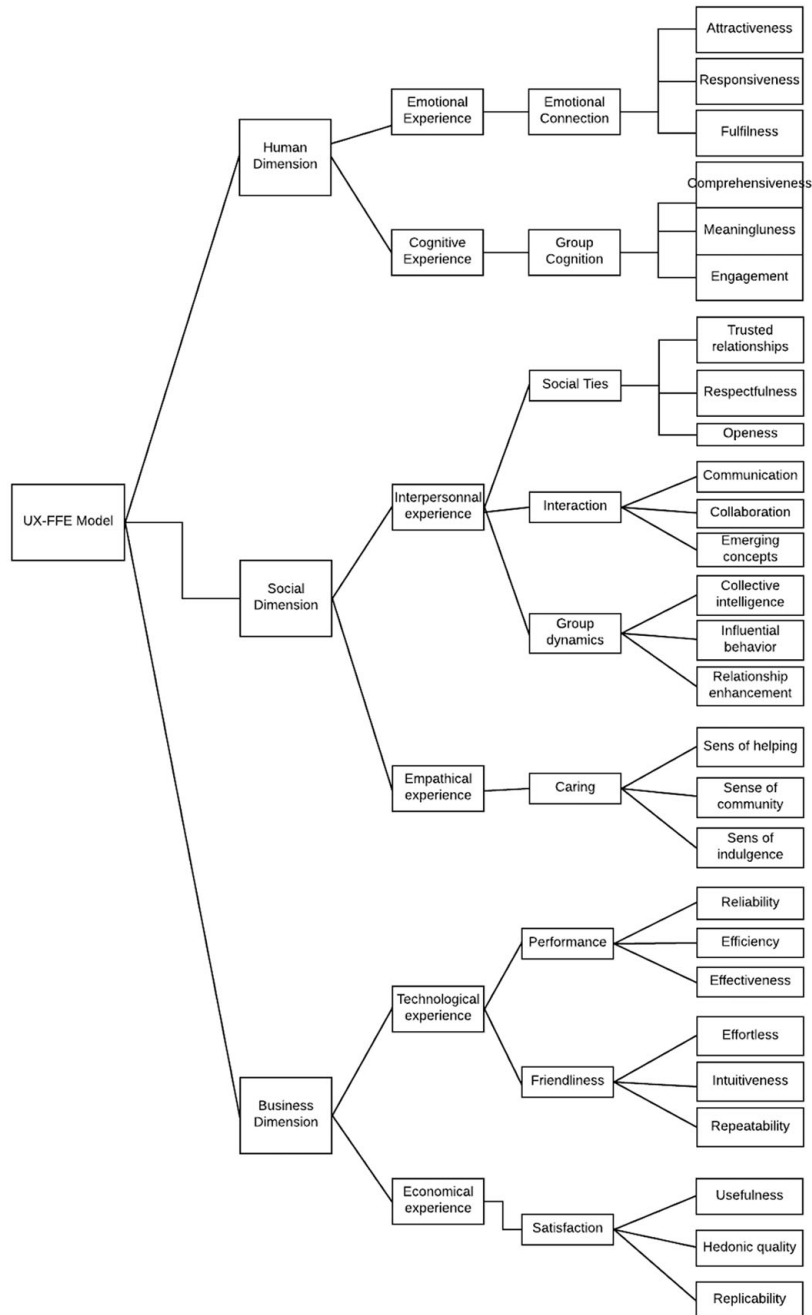 Attractiveness
Emotional
Experience
Emotional
Connection
Responsiveness
Human
Dimension
Fulfilness
Comprehensiveness
Cognitive
Experience
Group
Cognition
Meaningluness
Engagement
Trusted
relationships
Social Ties
Respectfulness
Openess
UX-FFE Model
Interpersonnal
experience
Interaction
Communication
Collaboration
Emerging
concepts
Social
Dimension
Group
dynamics
Collective
intelligence
Influential
behavior
Relationship
enhancement
Empathical
experience
Caring
Sens of helping
Sense of
community
Sens of
indulgence
Performance
Reliability
Efficiency
Effectiveness
Technological
experience
Friendliness
Effortless
Intuitiveness
Repeatability
Business
Dimension
Economical
experience
Satisfaction
Usefulness
Hedonic quality
Replicability